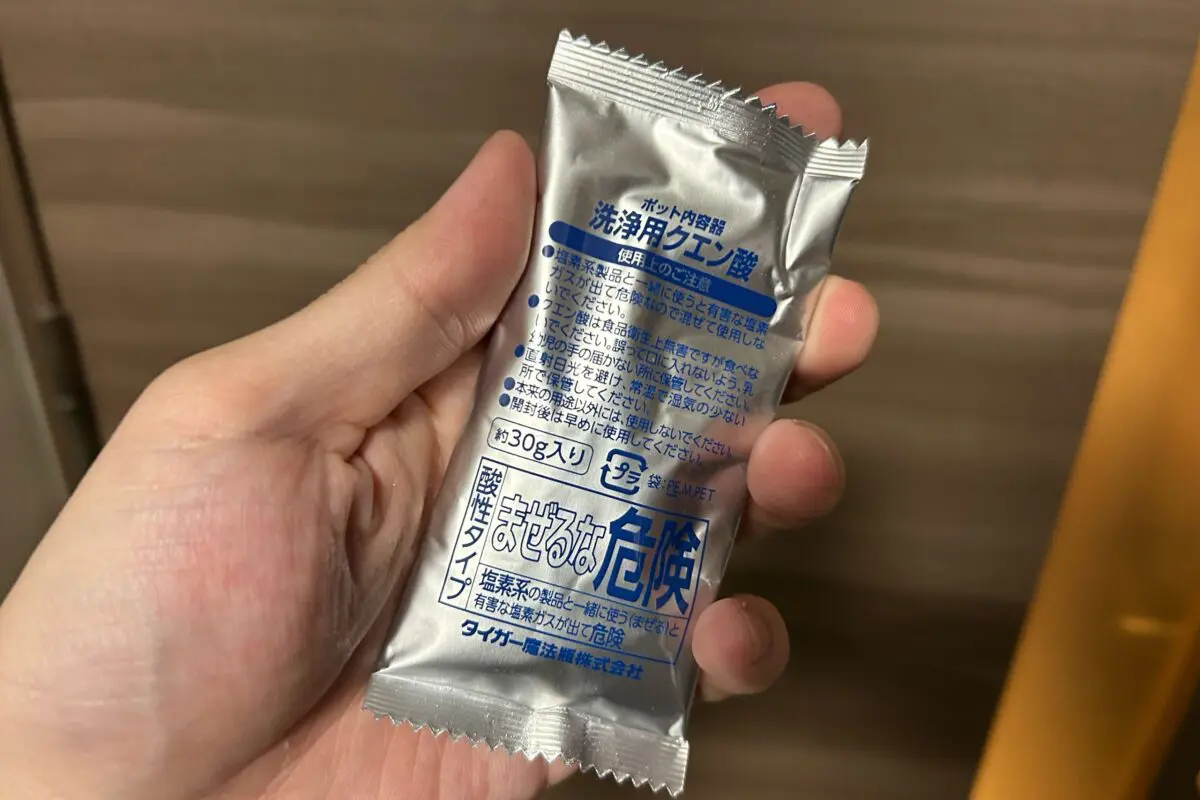 ポット内容器
洗浄用クエン酸
使用上のご注意
●塩素系製品と一緒に使うと有害な塩素
ガスが出て危険なので混ぜて使用しな
いでください。
●クエン酸は食品衛生上無害ですが食べな
いでください。誤って口に入れないよう、乳
幼児の手の届かない所に保管してください。
●直射日光を避け、常温で湿気の少ない
所で保管してください。
●本来の用途以外には、使用しないでください。
●開封後は早めに使用してください。
約30g入り
プラ
袋:PE,M,PET
酸性タイプ
まぜるな危険
塩素系の製品と一緒に使う(まぜる)と
有害な塩素ガスが出て危険
タイガー魔法瓶株式会社